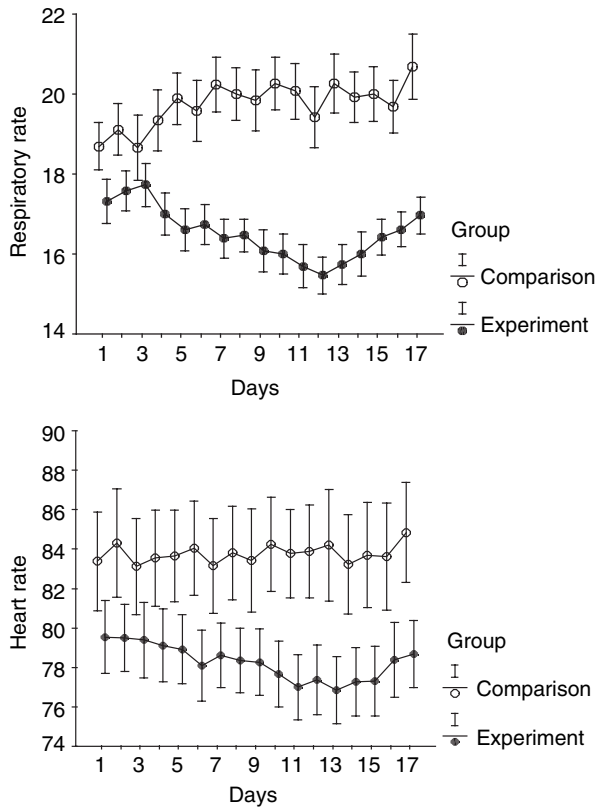 22
20
18
16
14
Respiratory rate
1 3 5 7 9 11 13 15 17
Days
Group
Comparison
Experiment
90
88
86
84
82
80
78
76
74
Heart rate
1 3 5 7 9 11 13 15 17
Days
Group
Comparison
Experiment